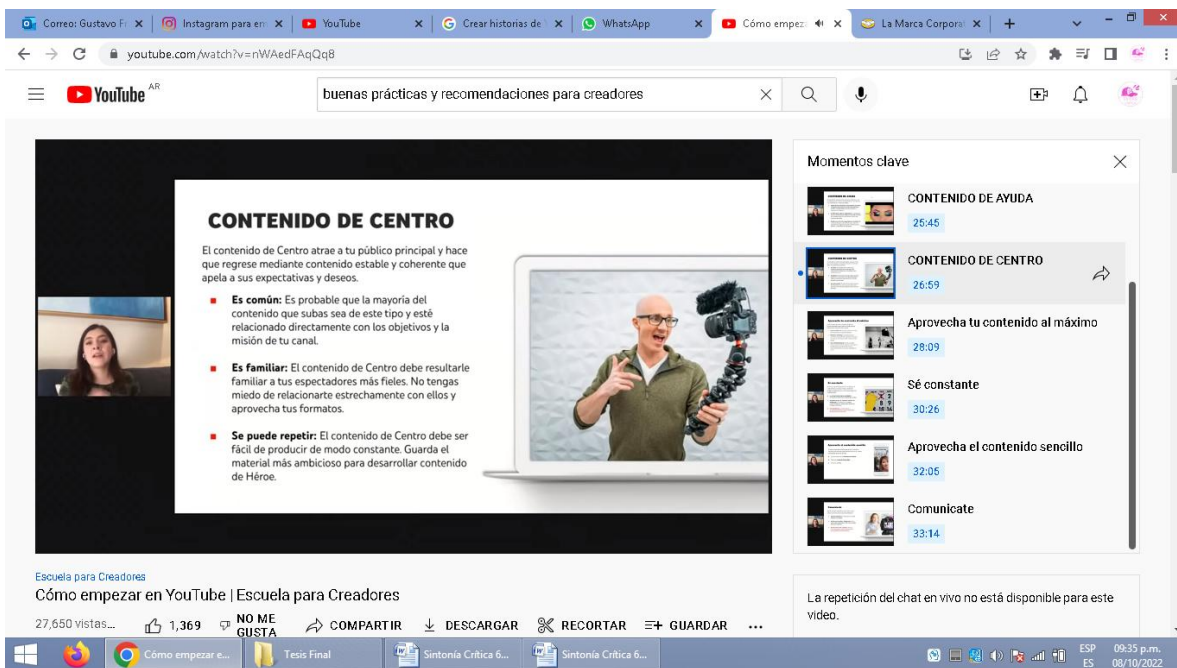 Correo: Gustavo Fr
Instagram para em
YouTube
Crear historias de
WhatsApp
Cómo empeza
La Marca Corporat
youtube.com/watch?v=nWAedFAqQq8
YouTube AR
buenas prácticas y recomendaciones para creadores
CONTENIDO DE CENTRO
El contenido de Centro atrae a tu público principal y hace
que regrese mediante contenido estable y coherente que
apela a sus expectativas y deseos.
Es común: Es probable que la mayoría del
contenido que subas sea de este tipo y esté
relacionado directamente con los objetivos y la
misión de tu canal.
Es familiar: El contenido de Centro debe resultarle
familiar a tus espectadores más fieles. No tengas
miedo de relacionarte estrechamente con ellos y
aprovecha tus formatos.
Se puede repetir: El contenido de Centro debe ser
fácil de producir de modo constante. Guarda el
material más ambicioso para desarrollar contenido
de Héroe.
Momentos clave
CONTENIDO DE AYUDA
25:45
CONTENIDO DE CENTRO
26:59
Aprovecha tu contenido al máximo
28:09
Sé constante
30:26
Aprovecha el contenido sencillo
32:05
Comunicate
33:14
Escuela para Creadores
Cómo empezar en YouTube | Escuela para Creadores
27,650 vistas...
1,369
NO ME
GUSTA
COMPARTIR
DESCARGAR
RECORTAR
GUARDAR
...
La repetición del chat en vivo no está disponible para este
video.
Cómo empezar e...
Tesis Final
Sintonía Crítica 6...
Sintonía Crítica 6...
ESP
ES
09:35 p.m.
08/10/2022